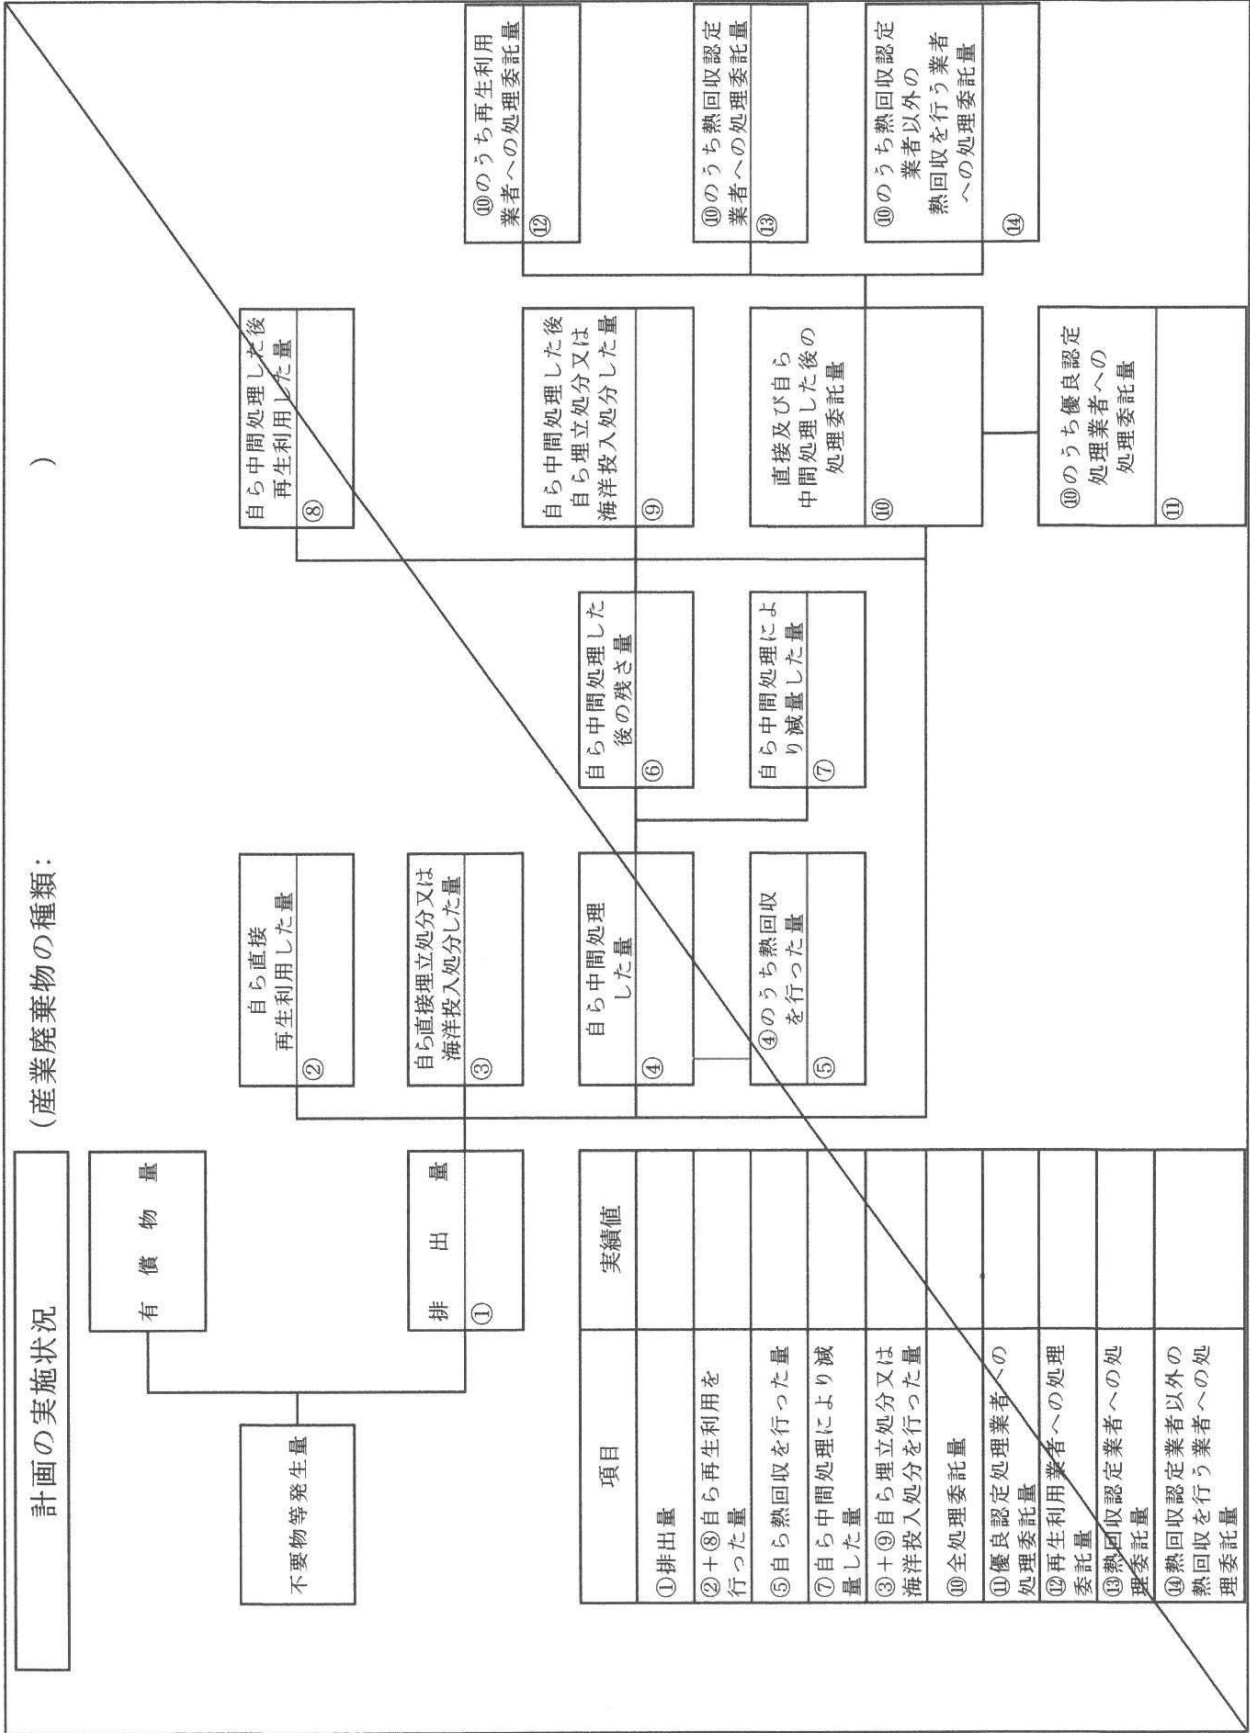 計画の実施状況
(産業廃棄物の種類: )
有償物量
不要物等発生量
排出量
①
自ら直接
再生利用した量
②
自ら直接埋立処分又は
海洋投入処分した量
③
自ら中間処理
した量
④
④のうち熱回収
を行った量
⑤
自ら中間処理した
後の残さ量
⑥
自ら中間処理によ
り減量した量
⑦
自ら中間処理した後
再生利用した量
⑧
自ら中間処理した後
自ら埋立処分又は
海洋投入処分した量
⑨
直接及び自ら
中間処理した後の
処理委託量
⑩
⑩のうち優良認定
処理業者への
処理委託量
⑪
⑩のうち再生利用
業者への処理委託量
⑫
⑩のうち熱回収認定
業者への処理委託量
⑬
⑩のうち熱回収認定
業者以外の
熱回収を行う業者
への処理委託量
⑭
項目
実績値
①排出量
②+⑧自ら再生利用を
行った量
⑤自ら熱回収を行った量
⑦自ら中間処理により減
量した量
③+⑨自ら埋立処分又は
海洋投入処分を行った量
⑩全処理委託量
⑪優良認定処理業者への
処理委託量
⑫再生利用業者への処理
委託量
⑬熱回収認定業者への処
理委託量
⑭熱回収認定業者以外の
熱回収を行う業者への処
理委託量